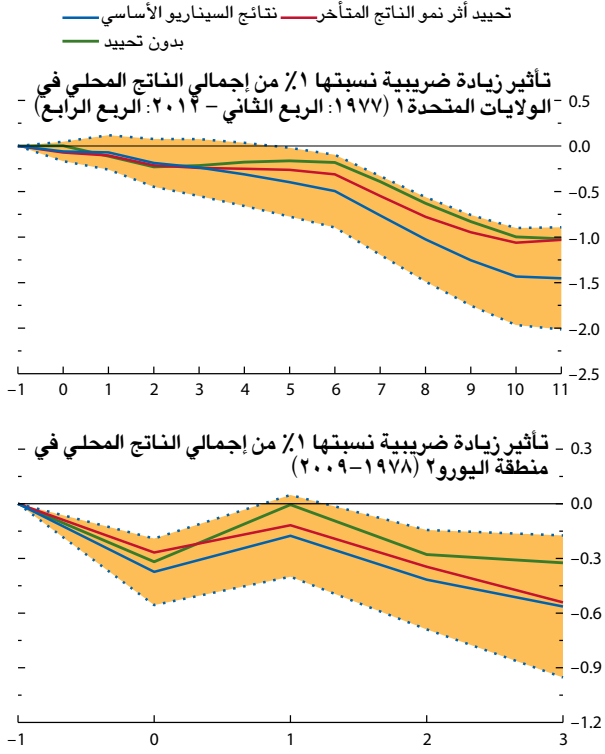 نتائج السيناريو الأساسي تحييد أثر نمو الناتج المتأخر
بدون تحييد
تأثير زيادة ضريبية نسبتها ١٪ من إجمالي الناتج المحلي في
الولايات المتحدة١ (١٩٧٧: الربع الثاني – ٢٠١٢: الربع الرابع)
0.5
0.0
–0.5
–1.0
–1.5
–2.0
–2.5
–1 0 1 2 3 4 5 6 7 8 9 10 11
تأثير زيادة ضريبية نسبتها ١٪ من إجمالي الناتج المحلي في
منطقة اليورو٢ (١٩٧٨–٢٠٠٩)
0.3
0.0
–0.3
–0.6
–0.9
–1.2
–1 0 1 2 3